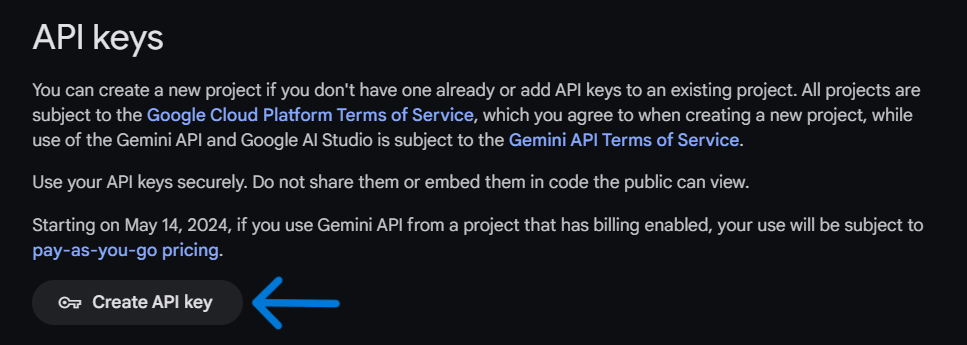 API keys
You can create a new project if you don't have one already or add API keys to an existing project. All projects are
subject to the Google Cloud Platform Terms of Service, which you agree to when creating a new project, while
use of the Gemini API and Google AI Studio is subject to the Gemini API Terms of Service.
Use your API keys securely. Do not share them or embed them in code the public can view.
Starting on May 14, 2024, if you use Gemini API from a project that has billing enabled, your use will be subject to
pay-as-you-go pricing.
Create API key